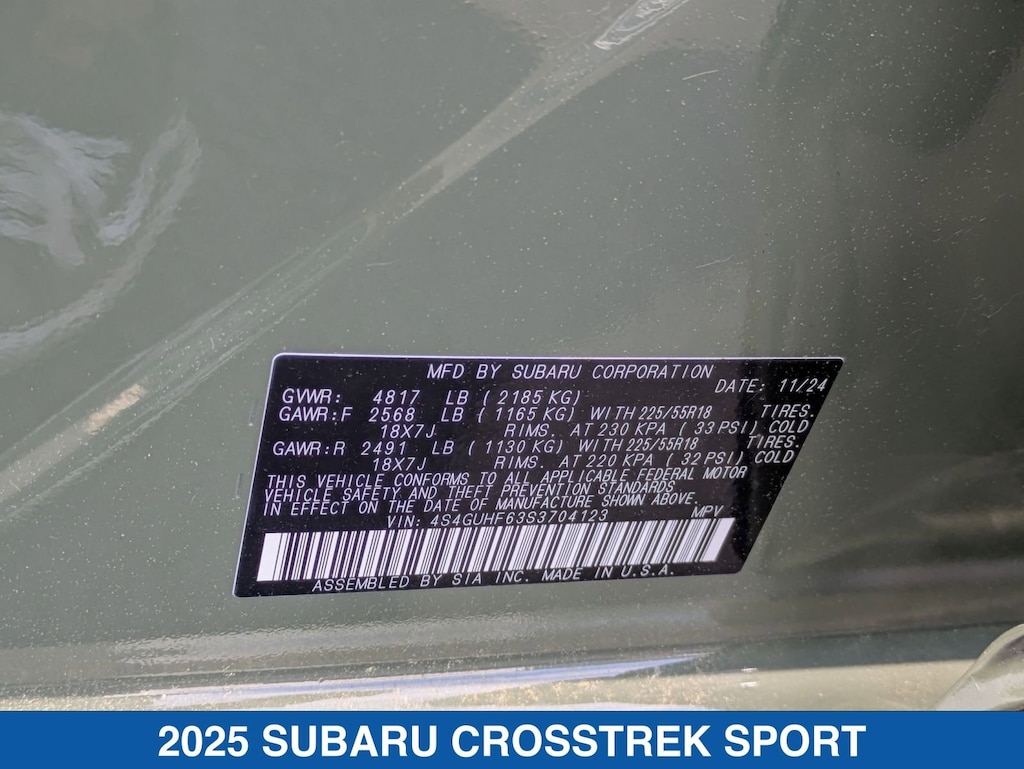 MFD BY SUBARU CORPORATION
DATE: 11/24
GVWR: 4817 LB (2185 KG)
GAWR:F 2568 LB (1165 KG) WITH 225/55R18 TIRES.
18X7J RIMS. AT 230 KPA (33 PSI) COLD
GAWR:R 2491 LB (1130 KG) WITH 225/55R18 TIRES.
18X7J RIMS. AT 220 KPA (32 PSI) COLD
THIS VEHICLE CONFORMS TO ALL APPLICABLE FEDERAL MOTOR
VEHICLE SAFETY AND THEFT PREVENTION STANDARDS
IN EFFECT ON THE DATE OF MANUFACTURE SHOWN ABOVE.
VIN: 4S4GUHF63S3704123 MPV
ASSEMBLED BY SIA INC. MADE IN U.S.A.
2025 SUBARU CROSSTREK SPORT